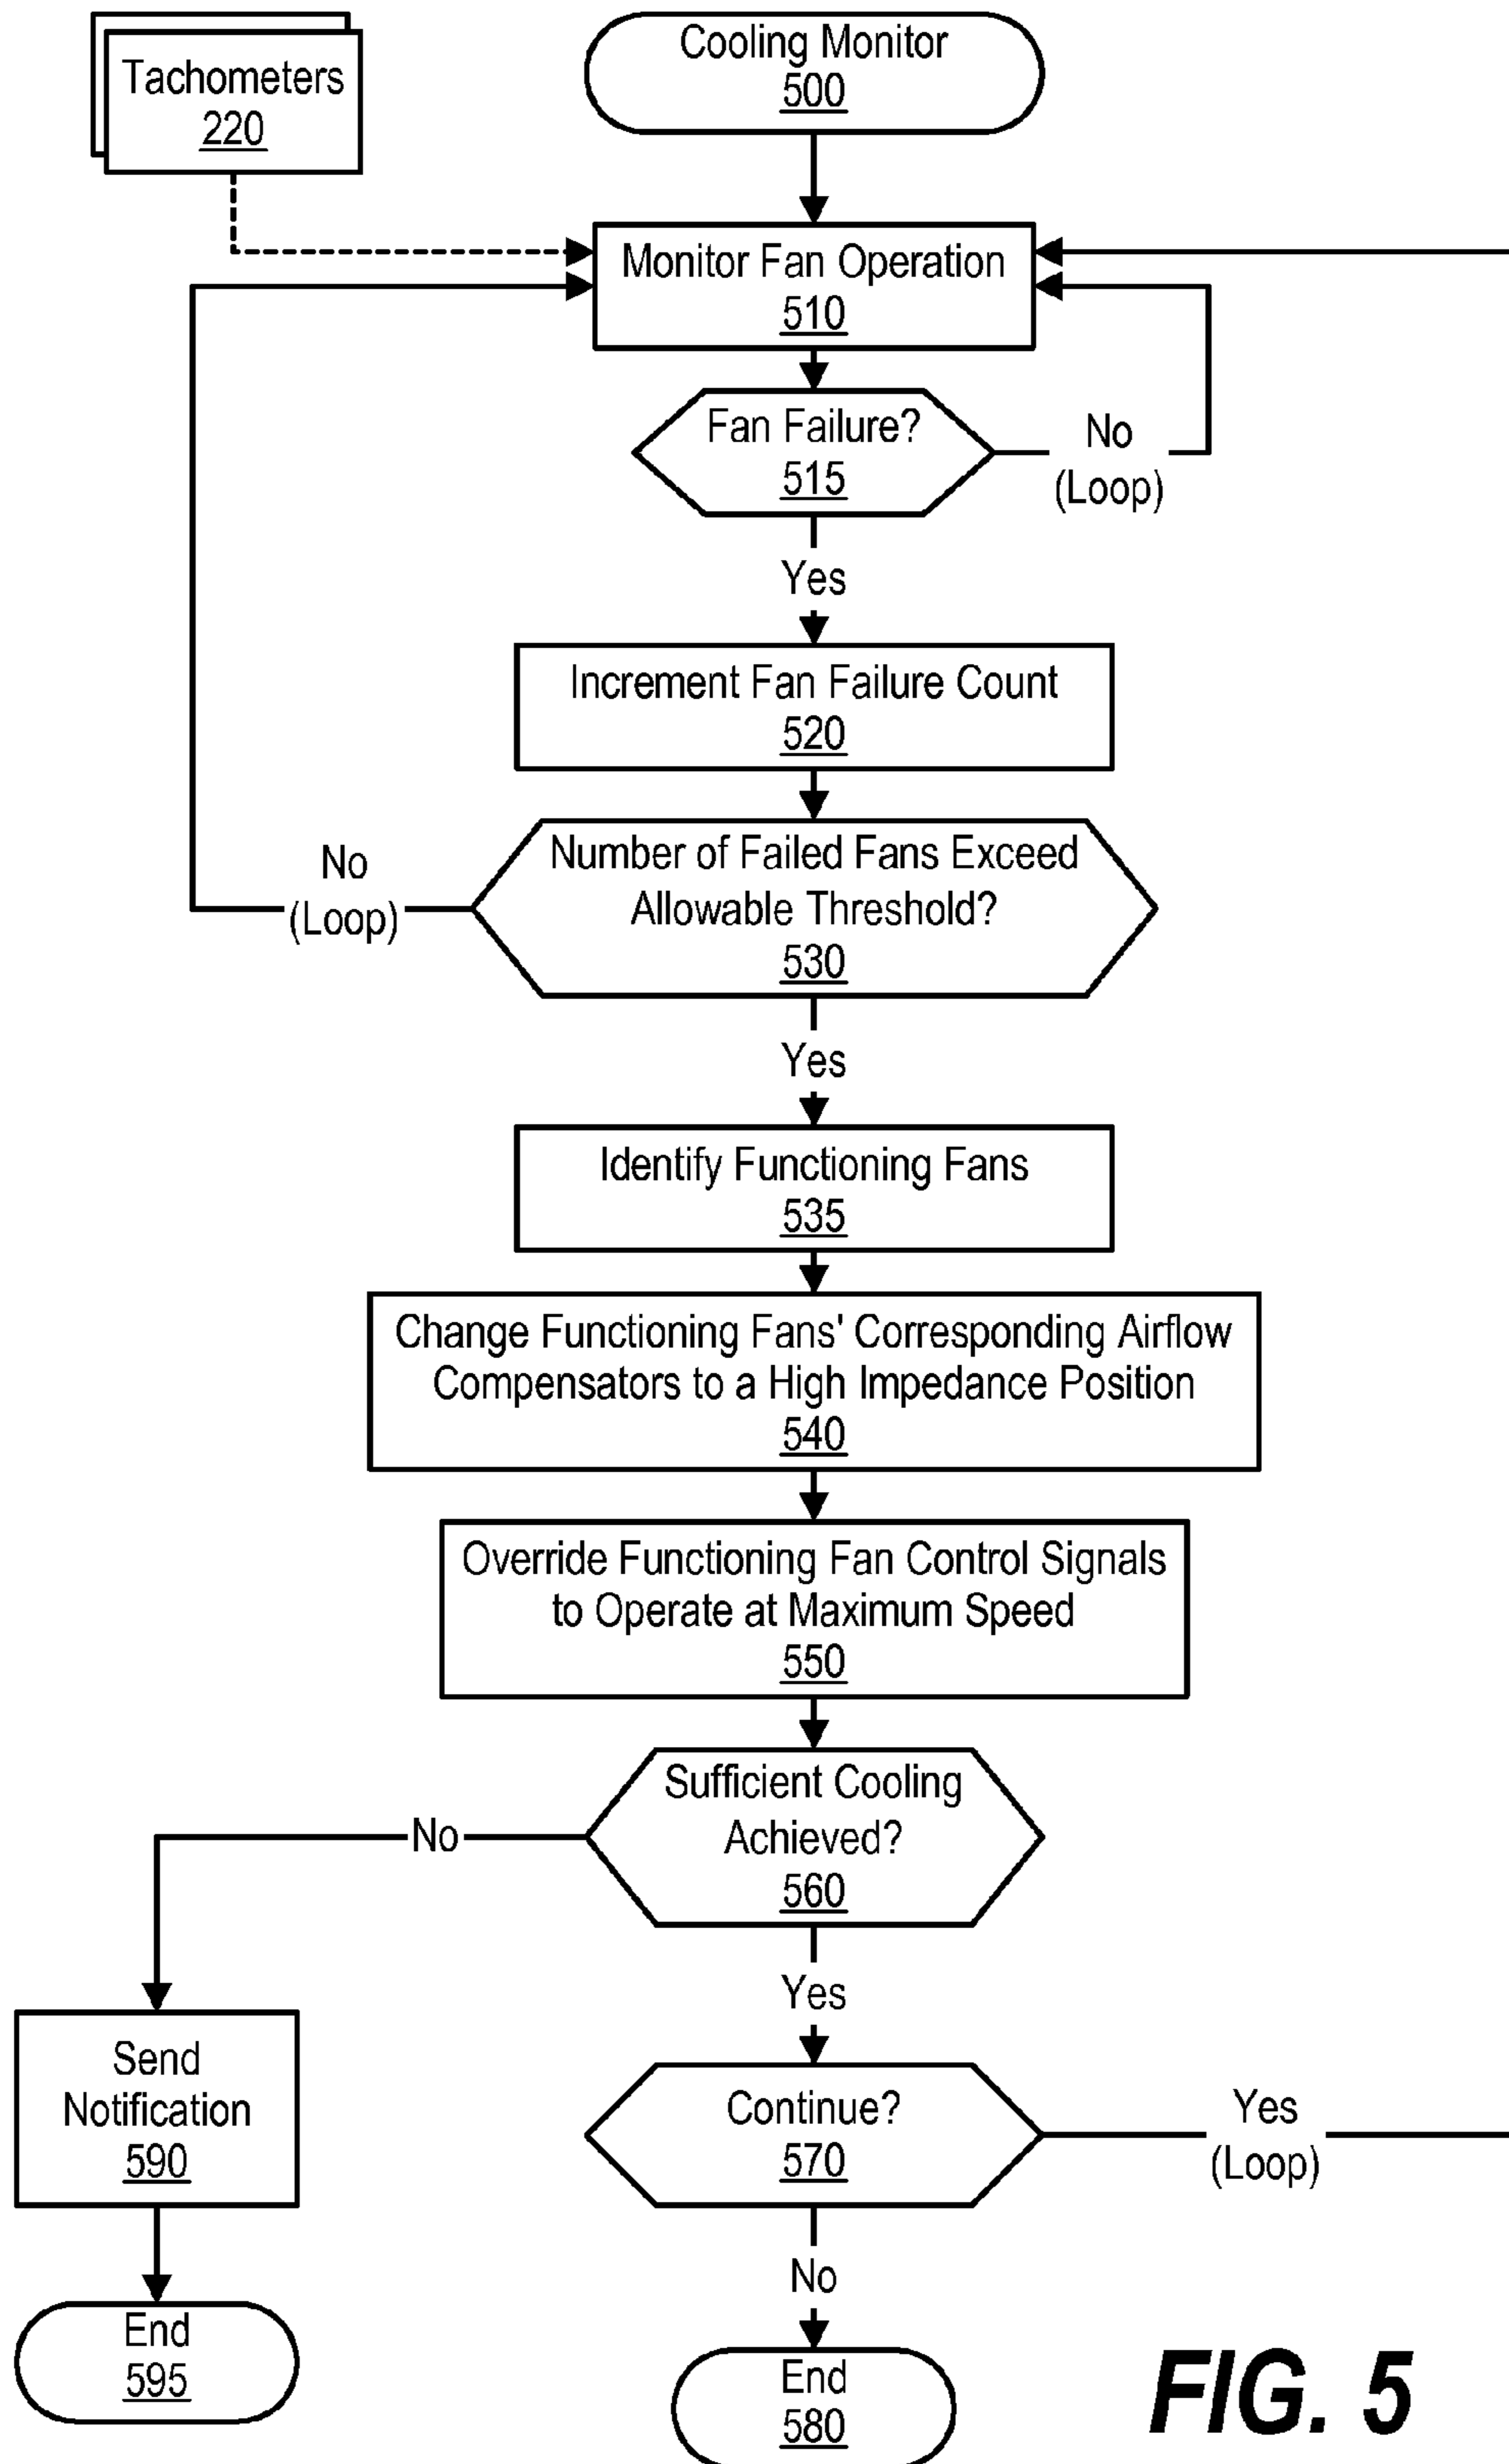 Tachometers
220
Cooling Monitor
500
Monitor Fan Operation
510
Fan Failure?
515
No
(Loop)
Yes
Increment Fan Failure Count
520
Number of Failed Fans Exceed
Allowable Threshold?
530
No
(Loop)
Yes
Identify Functioning Fans
535
Change Functioning Fans' Corresponding Airflow
Compensators to a High Impedance Position
540
Override Functioning Fan Control Signals
to Operate at Maximum Speed
550
Sufficient Cooling
Achieved?
560
No
Yes
Send
Notification
590
Continue?
570
Yes
(Loop)
No
End
595
End
580
FIG. 5